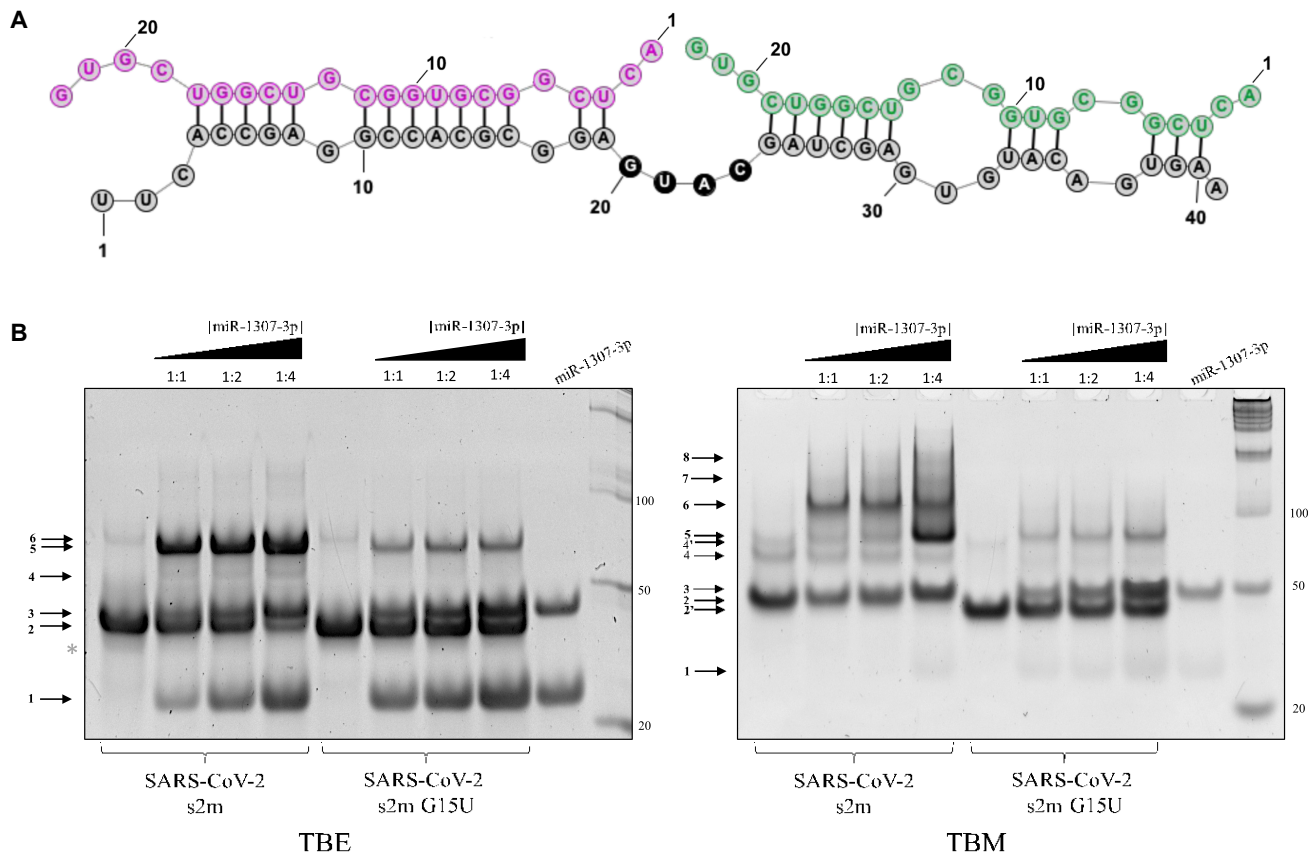 A
20
10
1
20
10
1
G U G C U G G C U G C G G U G C G G C U C A
G U G C U G G C U G C G G U G C G G C U C A
U U C A C C G A G G C C A C G C G G A G U A C G A U C G A G U G U A C A G U G A A
1
10
20
30
40
B
|miR-1307-3p|
1:1 1:2 1:4
|miR-1307-3p|
1:1 1:2 1:4
miR-1307-3p
6
5
4
3
2
*
1
100
50
20
SARS-CoV-2
s2m
SARS-CoV-2
s2m G15U
TBE
|miR-1307-3p|
1:1 1:2 1:4
|miR-1307-3p|
1:1 1:2 1:4
miR-1307-3p
8
7
6
5
4'
4
3
2
2'
1
100
50
20
SARS-CoV-2
s2m
SARS-CoV-2
s2m G15U
TBM